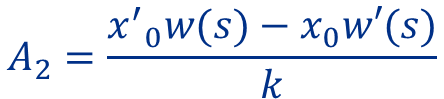 A₂ = (x′₀w(s) − x₀w′(s)) / k